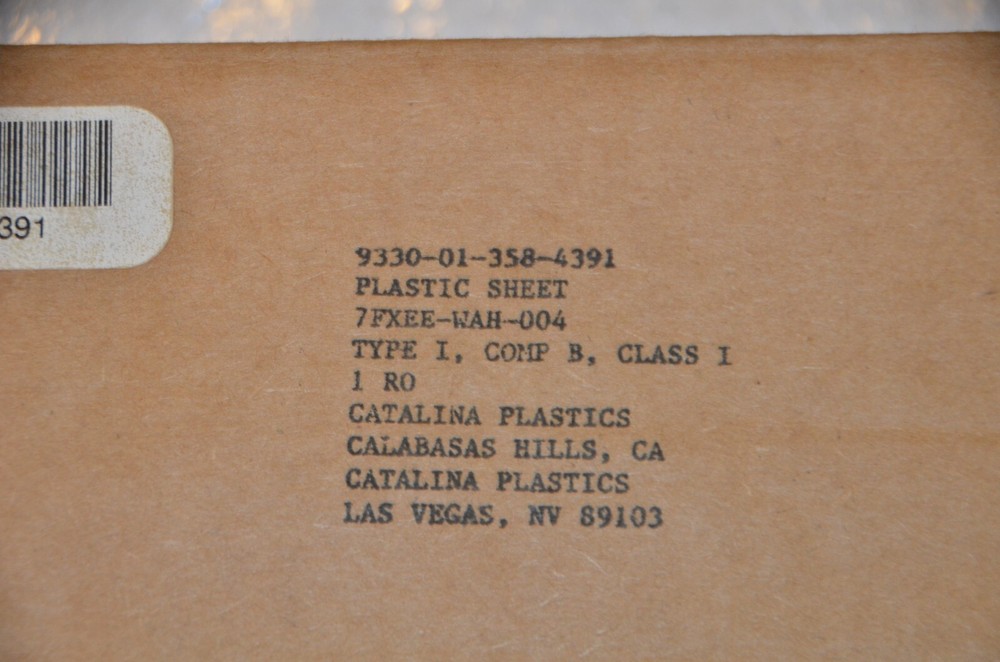 391
9330-01-358-4391
PLASTIC SHEET
7FXEE-WAH-004
TYPE I, COMP B, CLASS I
1 RO
CATALINA PLASTICS
CALABASAS HILLS, CA
CATALINA PLASTICS
LAS VEGAS, NV 89103